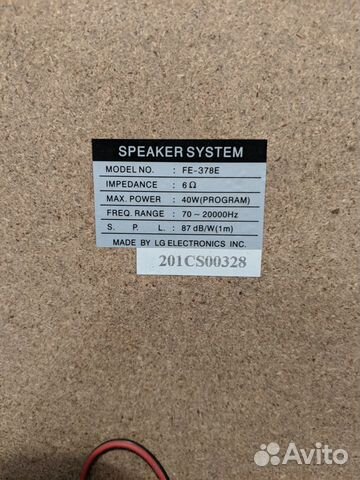 SPEAKER SYSTEM
MODEL NO. : FE-378E
IMPEDANCE : 6Ω
MAX. POWER : 40W(PROGRAM)
FREQ. RANGE : 70 ~ 20000Hz
S. P. L. : 87 dB/W(1m)
MADE BY LG ELECTRONICS INC.
201CS00328
Avito